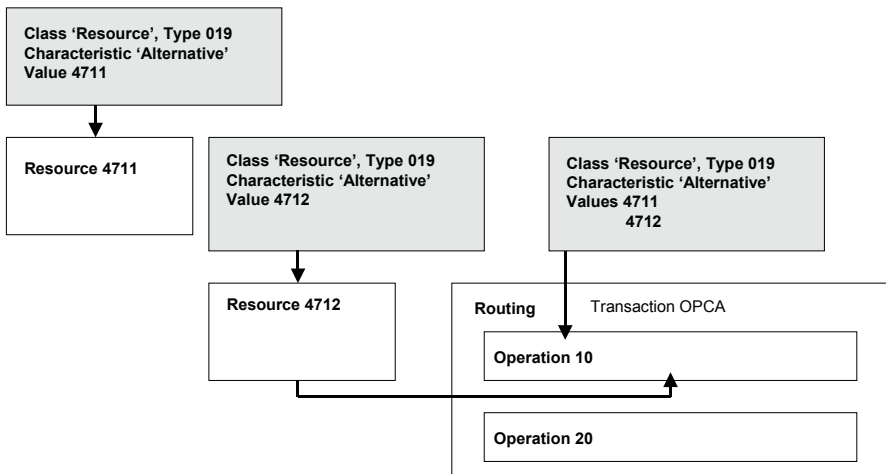 Class ‘Resource’, Type 019
Characteristic ‘Alternative’
Value 4711
Resource 4711
Class ‘Resource’, Type 019
Characteristic ‘Alternative’
Value 4712
Class ‘Resource’, Type 019
Characteristic ‘Alternative’
Values 4711
4712
Resource 4712
Routing
Transaction OPCA
Operation 10
Operation 20